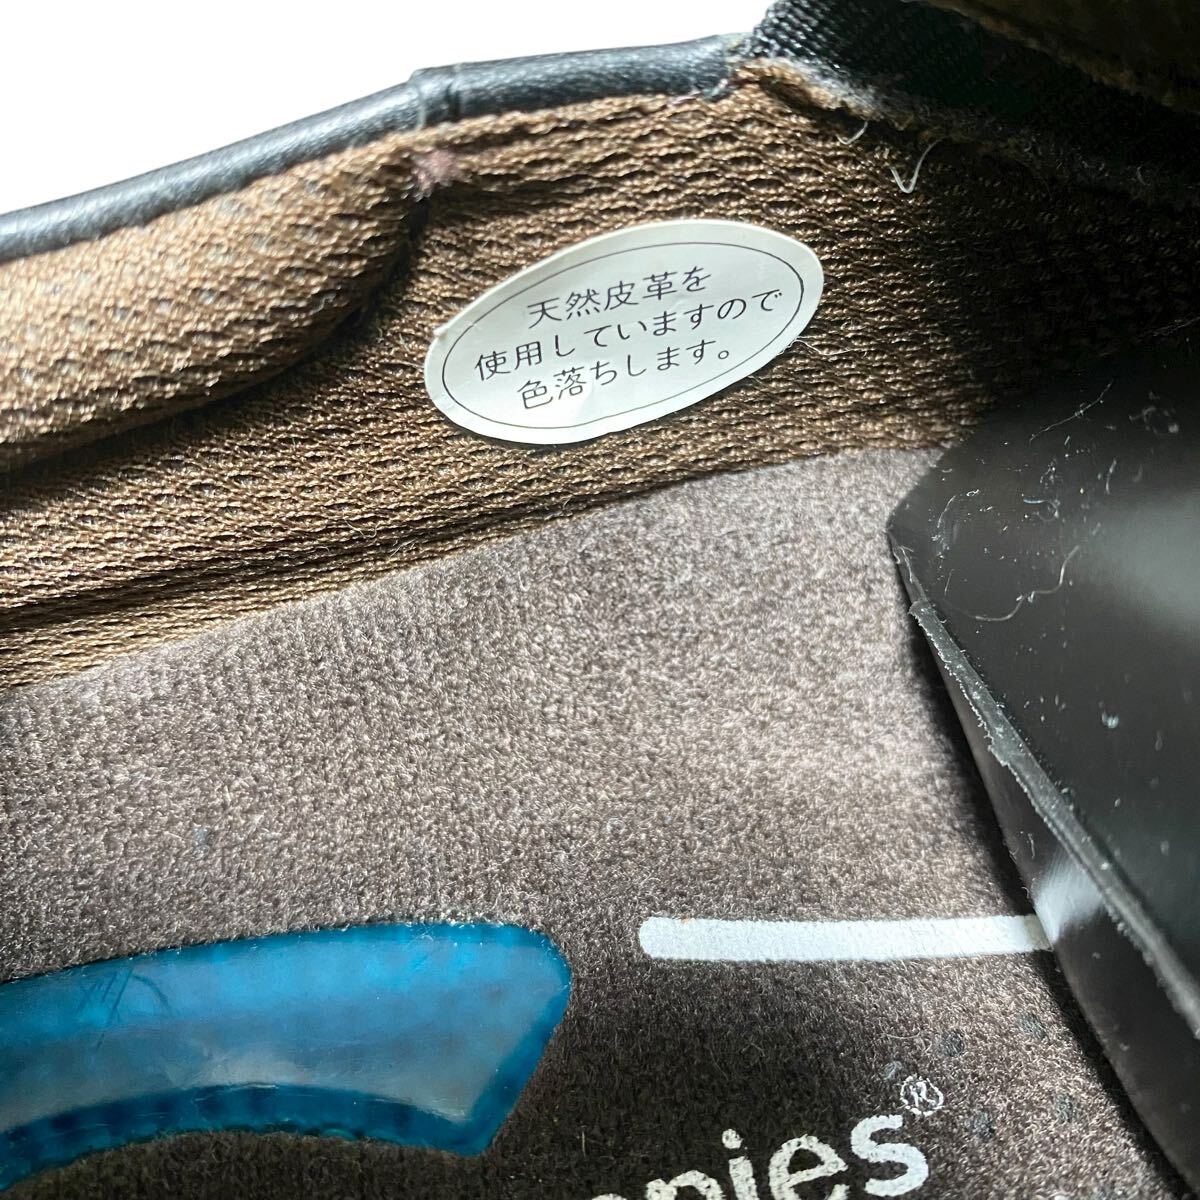 天然皮革を
使用していますので
色落ちします。